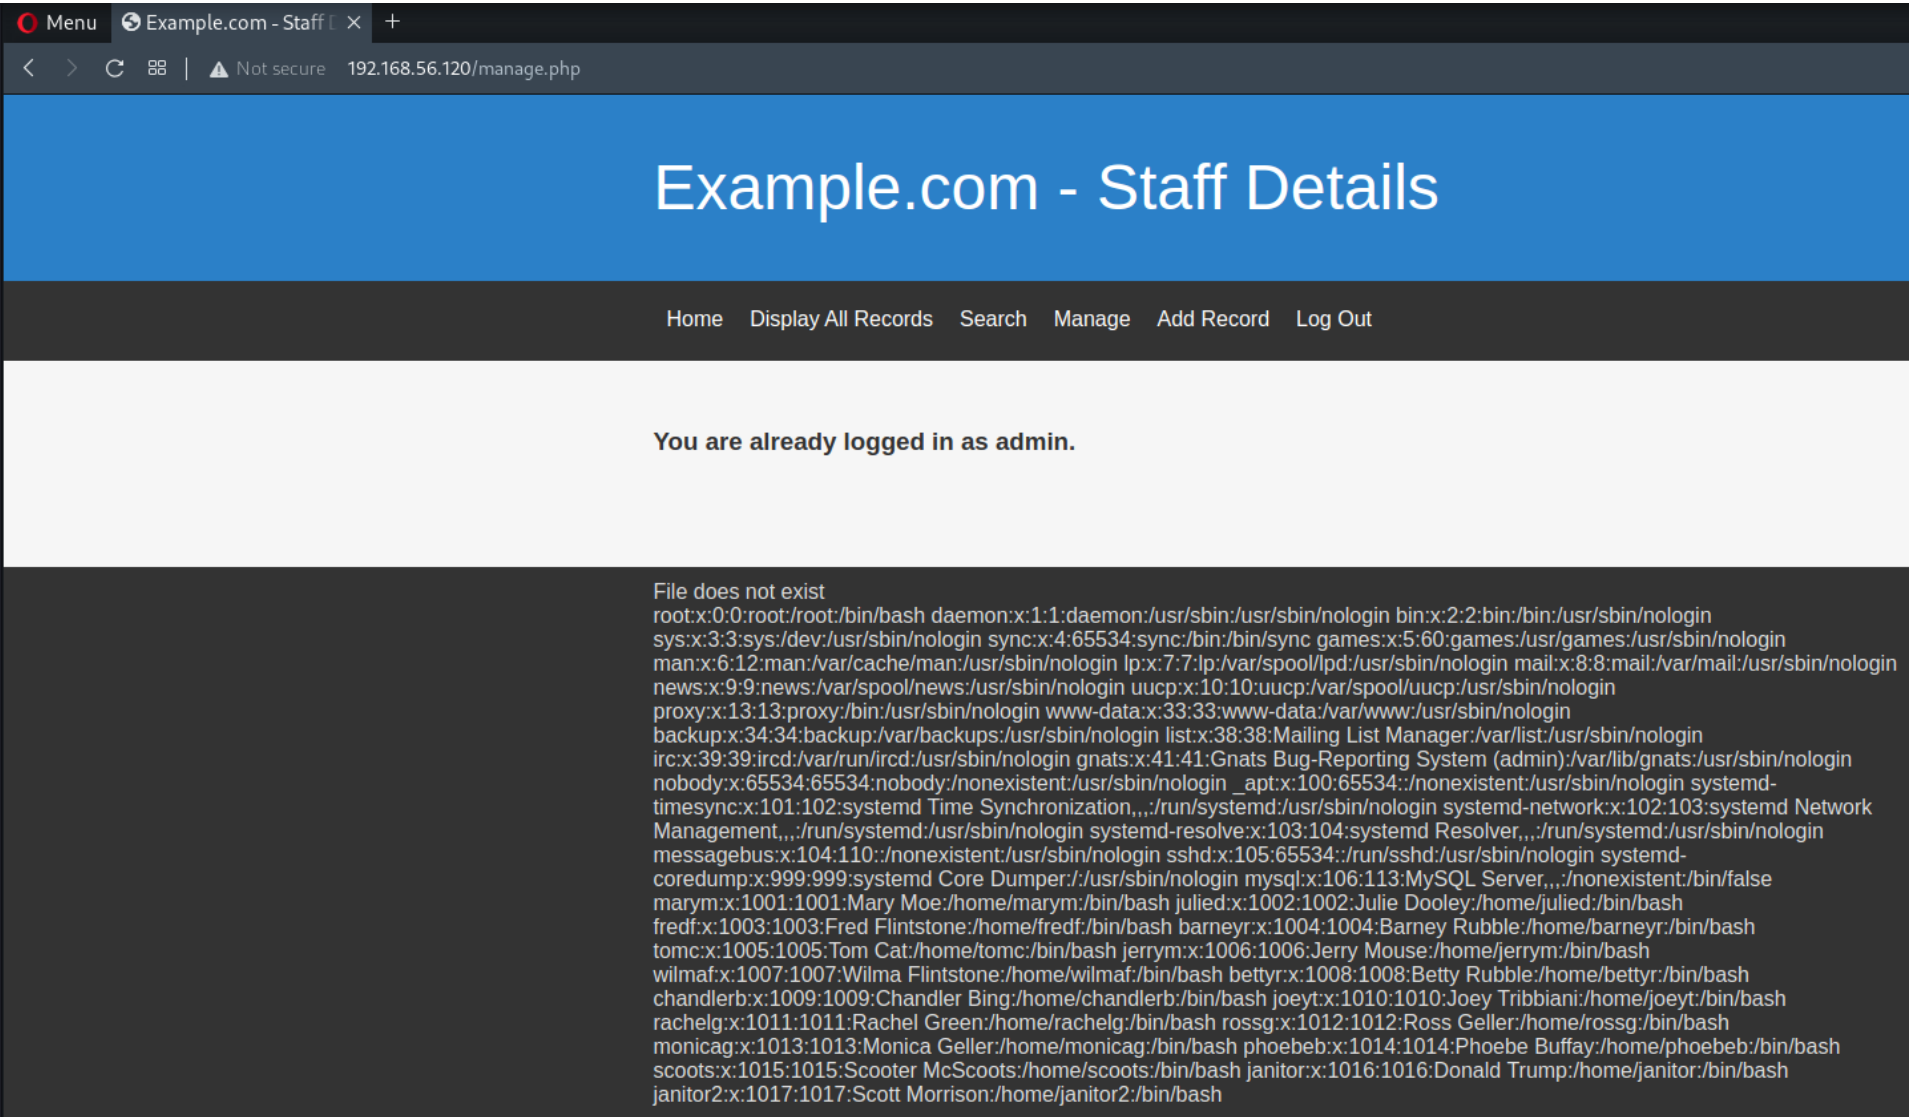 Menu Example.com - Staff
Not secure 192.168.56.120/manage.php
Example.com - Staff Details
Home Display All Records Search Manage Add Record Log Out
You are already logged in as admin.
File does not exist
root:x:0:0:root:/root:/bin/bash daemon:x:1:1:daemon:/usr/sbin:/usr/sbin/nologin bin:x:2:2:bin:/bin:/usr/sbin/nologin
sys:x:3:3:sys:/dev:/usr/sbin/nologin sync:x:4:65534:sync:/bin:/bin/sync games:x:5:60:games:/usr/games:/usr/sbin/nologin
man:x:6:12:man:/var/cache/man:/usr/sbin/nologin lp:x:7:7:lp:/var/spool/lpd:/usr/sbin/nologin mail:x:8:8:mail:/var/mail:/usr/sbin/nologin
news:x:9:9:news:/var/spool/news:/usr/sbin/nologin uucp:x:10:10:uucp:/var/spool/uucp:/usr/sbin/nologin
proxy:x:13:13:proxy:/bin:/usr/sbin/nologin www-data:x:33:33:www-data:/var/www:/usr/sbin/nologin
backup:x:34:34:backup:/var/backups:/usr/sbin/nologin list:x:38:38:Mailing List Manager:/var/list:/usr/sbin/nologin
irc:x:39:39:ircd:/var/run/ircd:/usr/sbin/nologin gnats:x:41:41:Gnats Bug-Reporting System (admin):/var/lib/gnats:/usr/sbin/nologin
nobody:x:65534:65534:nobody:/nonexistent:/usr/sbin/nologin _apt:x:100:65534::/nonexistent:/usr/sbin/nologin systemd-
timesync:x:101:102:systemd Time Synchronization,,,:/run/systemd:/usr/sbin/nologin systemd-network:x:102:103:systemd Network
Management,,,:/run/systemd:/usr/sbin/nologin systemd-resolve:x:103:104:systemd Resolver,,,:/run/systemd:/usr/sbin/nologin
messagebus:x:104:110::/nonexistent:/usr/sbin/nologin sshd:x:105:65534::/run/sshd:/usr/sbin/nologin systemd-
coredump:x:999:999:systemd Core Dumper:/:/usr/sbin/nologin mysql:x:106:113:MySQL Server,,,:/nonexistent:/bin/false
marym:x:1001:1001:Mary Moe:/home/marym:/bin/bash julied:x:1002:1002:Julie Dooley:/home/julied:/bin/bash
fredf:x:1003:1003:Fred Flintstone:/home/fredf:/bin/bash barneyr:x:1004:1004:Barney Rubble:/home/barneyr:/bin/bash
tomc:x:1005:1005:Tom Cat:/home/tomc:/bin/bash jerrym:x:1006:1006:Jerry Mouse:/home/jerrym:/bin/bash
wilmaf:x:1007:1007:Wilma Flintstone:/home/wilmaf:/bin/bash bettyr:x:1008:1008:Betty Rubble:/home/bettyr:/bin/bash
chandlerb:x:1009:1009:Chandler Bing:/home/chandlerb:/bin/bash joeyt:x:1010:1010:Joey Tribbiani:/home/joeyt:/bin/bash
rachelg:x:1011:1011:Rachel Green:/home/rachelg:/bin/bash rossg:x:1012:1012:Ross Geller:/home/rossg:/bin/bash
monicag:x:1013:1013:Monica Geller:/home/monicag:/bin/bash phoebeb:x:1014:1014:Phoebe Buffay:/home/phoebeb:/bin/bash
scoots:x:1015:1015:Scooter McScoots:/home/scoots:/bin/bash janitor:x:1016:1016:Donald Trump:/home/janitor:/bin/bash
janitor2:x:1017:1017:Scott Morrison:/home/janitor2:/bin/bash